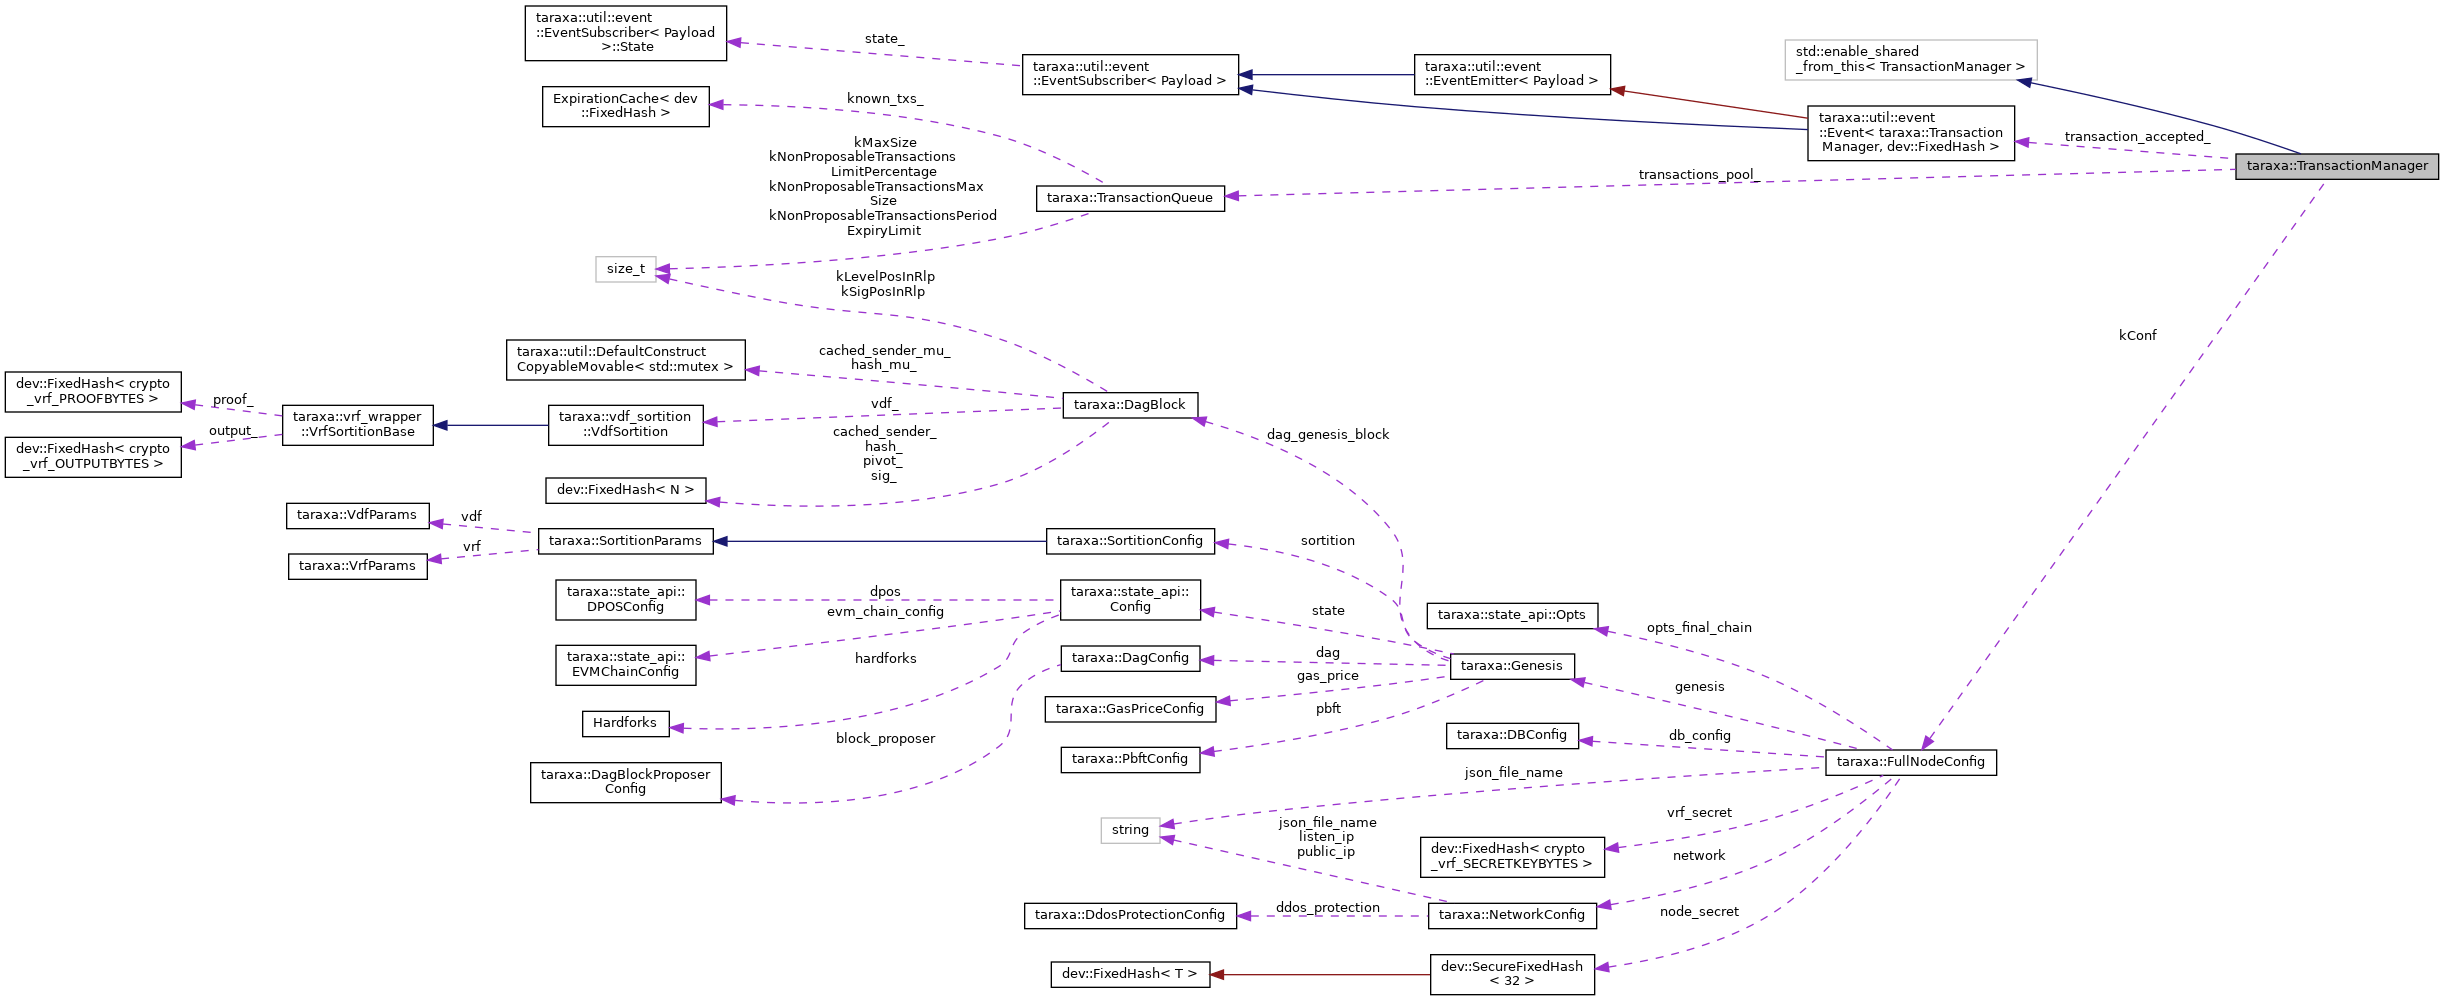 taraxa::util::event
::EventSubscriber< Payload
>::State
state_
taraxa::util::event
::EventSubscriber< Payload >
taraxa::util::event
::EventEmitter< Payload >
std::enable_shared
_from_this< TransactionManager >
ExpirationCache< dev
::FixedHash >
known_txs_
taraxa::util::event
::Event< taraxa::Transaction
Manager, dev::FixedHash >
transaction_accepted_
taraxa::TransactionManager
kMaxSize
kNonProposableTransactions
LimitPercentage
kNonProposableTransactionsMax
Size
kNonProposableTransactionsPeriod
ExpiryLimit
taraxa::TransactionQueue
transactions_pool_
size_t
kLevelPosInRlp
kSigPosInRlp
kConf
taraxa::util::DefaultConstruct
CopyableMovable< std::mutex >
cached_sender_mu_
hash_mu_
dev::FixedHash< crypto
_vrf_PROOFBYTES >
proof_
taraxa::vrf_wrapper
::VrfSortitionBase
taraxa::vdf_sortition
::VdfSortition
vdf_
taraxa::DagBlock
dev::FixedHash< crypto
_vrf_OUTPUTBYTES >
output_
cached_sender_
hash_
pivot_
sig_
dag_genesis_block
dev::FixedHash< N >
taraxa::VdfParams
vdf
taraxa::VrfParams
vrf
taraxa::SortitionParams
taraxa::SortitionConfig
sortition
taraxa::state_api::
DPOSConfig
dpos
evm_chain_config
taraxa::state_api::
Config
state
taraxa::state_api::Opts
opts_final_chain
taraxa::state_api::
EVMChainConfig
hardforks
taraxa::DagConfig
dag
taraxa::Genesis
genesis
gas_price
Hardforks
taraxa::GasPriceConfig
pbft
block_proposer
taraxa::PbftConfig
taraxa::DBConfig
db_config
taraxa::FullNodeConfig
taraxa::DagBlockProposer
Config
json_file_name
string
json_file_name
listen_ip
public_ip
vrf_secret
dev::FixedHash< crypto
_vrf_SECRETKEYBYTES >
network
taraxa::DdosProtectionConfig
ddos_protection
taraxa::NetworkConfig
node_secret
dev::FixedHash< T >
dev::SecureFixedHash
< 32 >